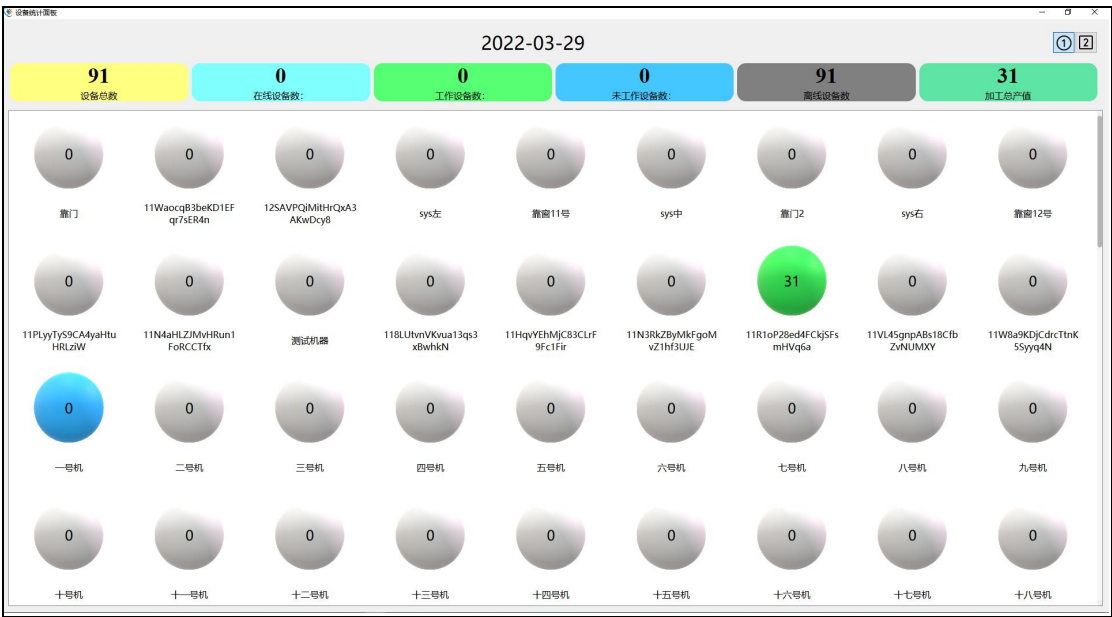 设备统计面板
2022-03-29
① 2
91
设备总数
0
在线设备数:
0
工作设备数:
0
未工作设备数:
91
离线设备数
31
加工总产值
0 0 0 0 0 0 0 0 0
靠门
11WaocqB3beKD1EF
qr7sER4n
12SAVPQiMitHrQxA3
AKwDcy8
sys左
靠窗11号
sys中
靠门2
sys右
靠窗12号
0 0 0 0 0 0 31 0 0
11PLyyTyS9CA4yaHtu
HRLziW
11N4aHLZJMvHRun1
FoRCCTfx
测试机器
118LUtvnVKvua13qs3
xBwhkN
11HqvYEhMjC83CLrF
9Fc1Fir
11N3RkZByMkFgoM
vZ1hf3UJE
11R1oP28ed4FCkjSFs
mHVq6a
11VL45gnpABs18Cfb
ZvNUMXY
11W8a9KDjCdrcTtnK
5Syyq4N
0 0 0 0 0 0 0 0 0
一号机 二号机 三号机 四号机 五号机 六号机 七号机 八号机 九号机
0 0 0 0 0 0 0 0 0
十号机 十一号机 十二号机 十三号机 十四号机 十五号机 十六号机 十七号机 十八号机